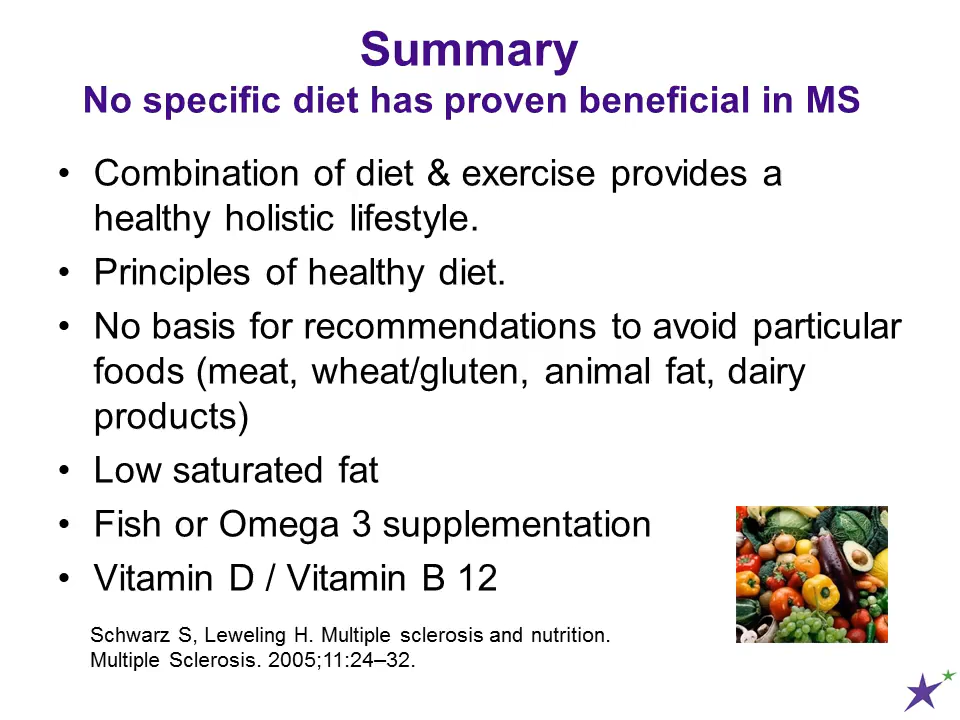 Summary
No specific diet has proven beneficial in MS
• Combination of diet & exercise provides a
healthy holistic lifestyle.
• Principles of healthy diet.
• No basis for recommendations to avoid particular
foods (meat, wheat/gluten, animal fat, dairy
products)
• Low saturated fat
• Fish or Omega 3 supplementation
• Vitamin D / Vitamin B 12
Schwarz S, Leweling H. Multiple sclerosis and nutrition.
Multiple Sclerosis. 2005;11:24–32.